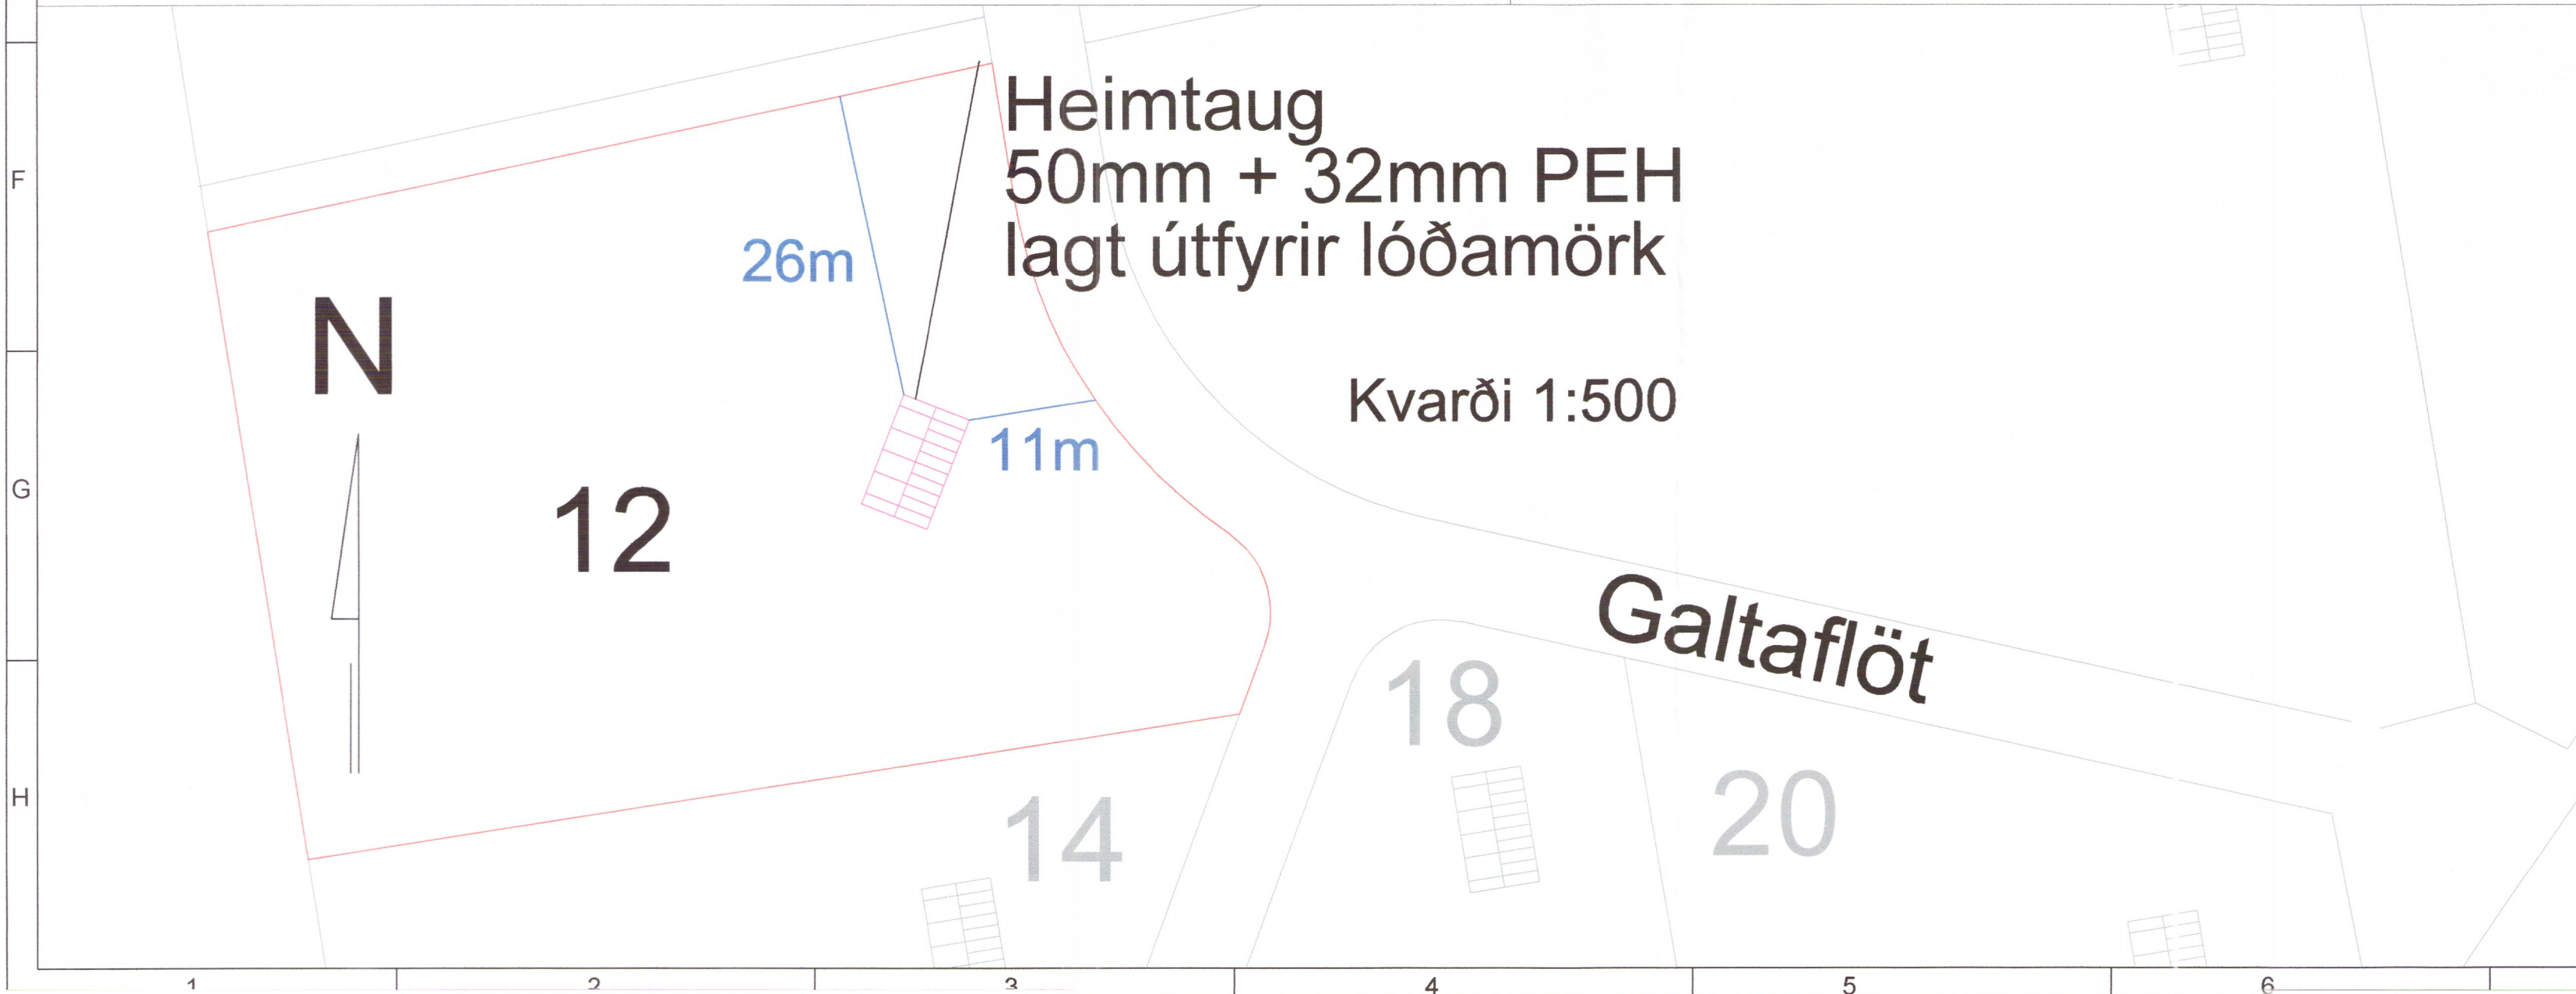 Heimtaug
50mm + 32mm PEH
lagt útfyrir lóðamörk
F
26m
N
Kvarði 1:500
11m
G
12
Galtaflöt
18
H
14
20
1
2
3
4
5
6